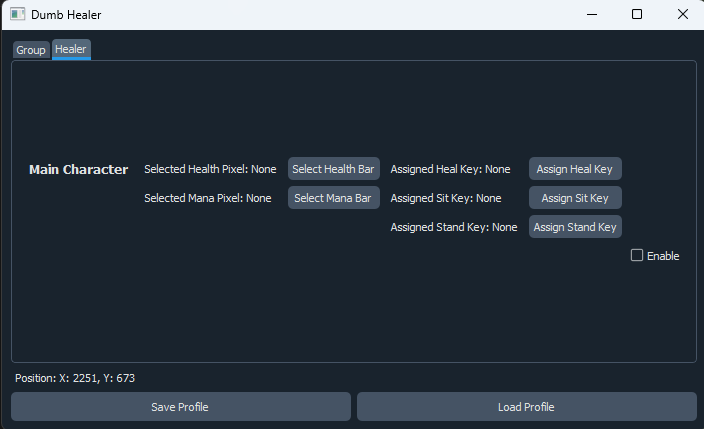 Dumb Healer
Group Healer
Main Character Selected Health Pixel: None Select Health Bar Assigned Heal Key: None Assign Heal Key
Selected Mana Pixel: None Select Mana Bar Assigned Sit Key: None Assign Sit Key
Assigned Stand Key: None Assign Stand Key
Enable
Position: X: 2251, Y: 673
Save Profile Load Profile